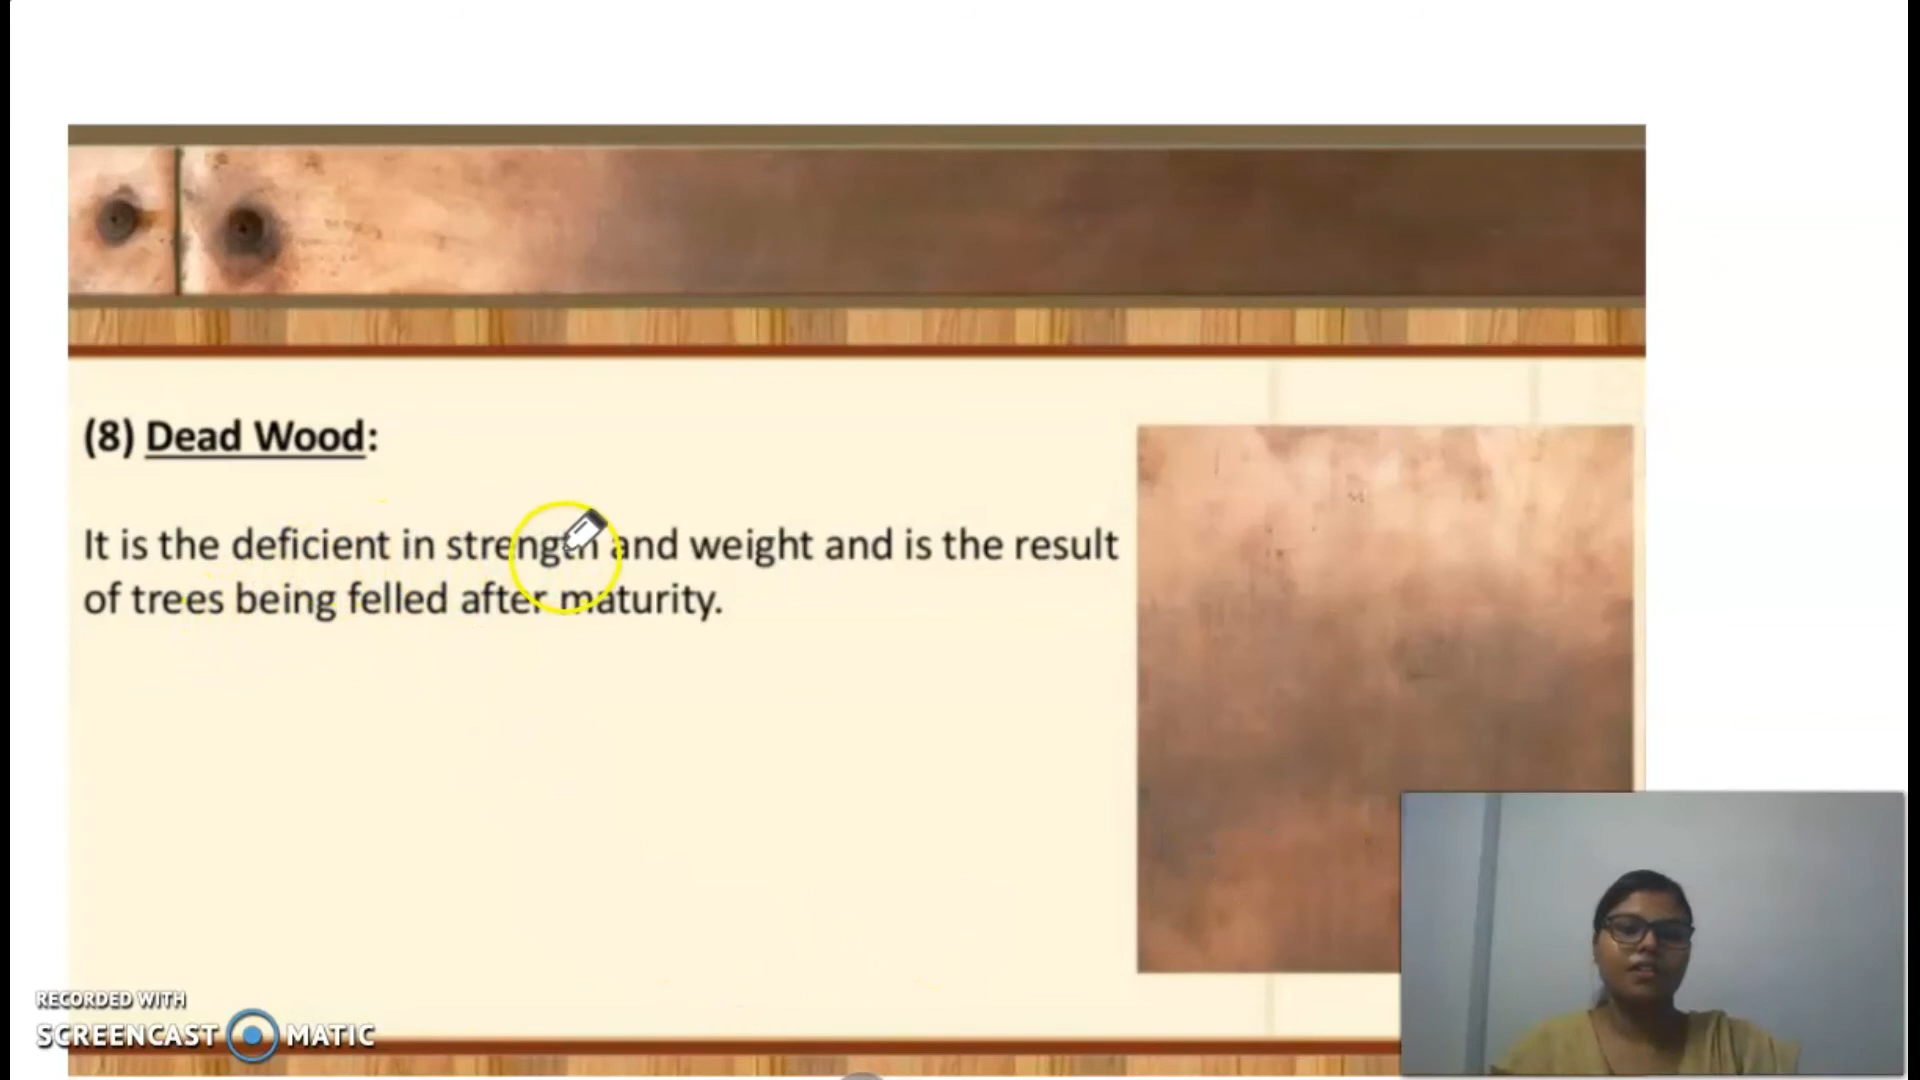 (8) Dead Wood:
It is the deficient in strength and weight and is the result
of trees being felled after maturity.
RECORDED WITH
SCREENCAST MATIC